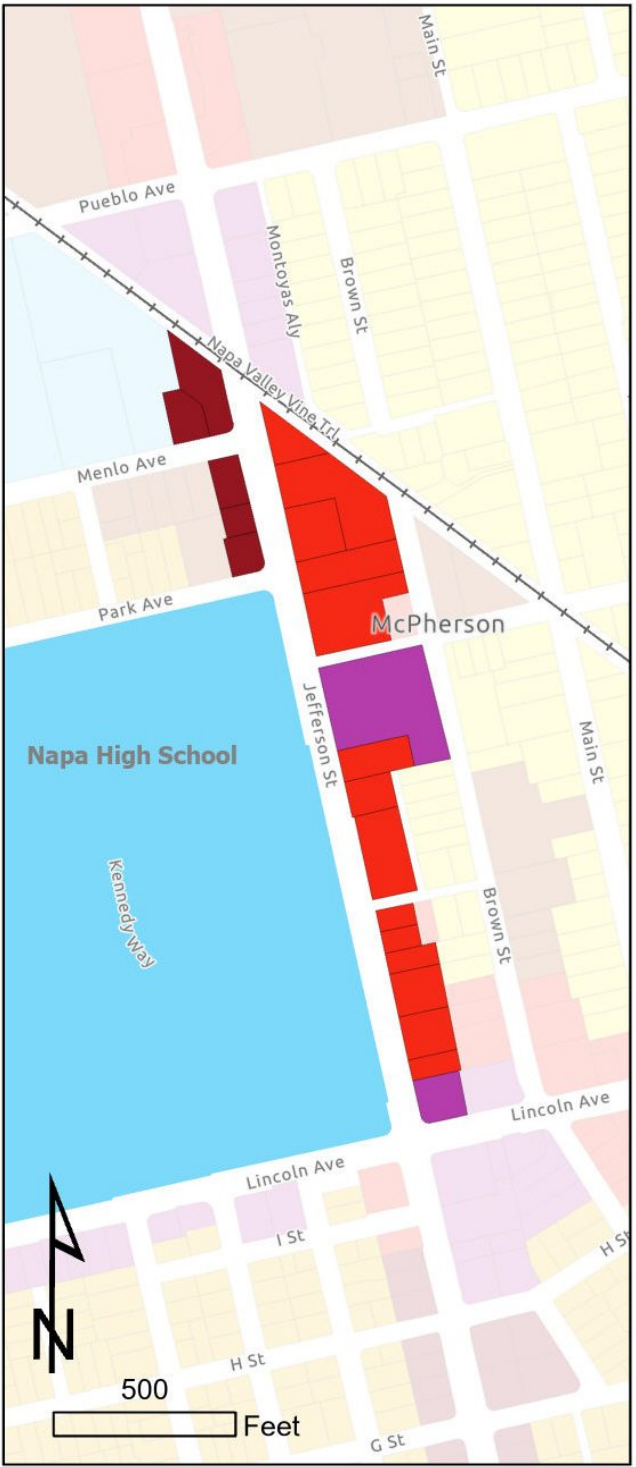 Main St
Pueblo Ave
Montoyas Aly
Brown St
Napa Valley Vine Trl
Menlo Ave
Park Ave
McPherson
Jefferson St
Napa High School
Main St
Kennedy Way
Brown St
Lincoln Ave
Lincoln Ave
I St
H St
N
H St
500
Feet
G St